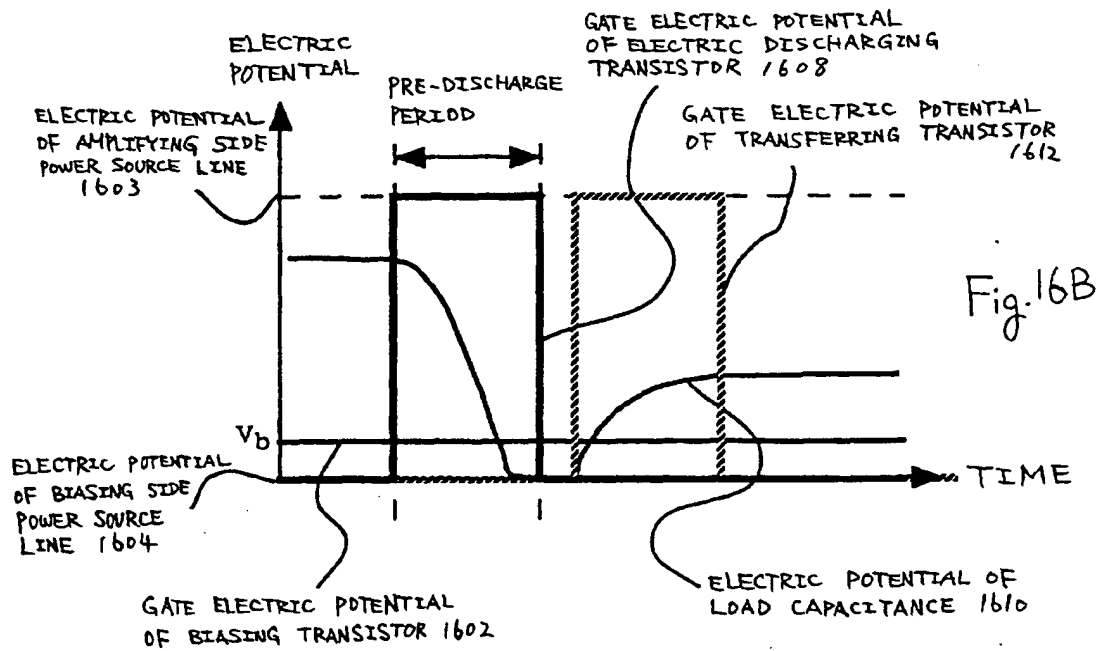 GATE ELECTRIC POTENTIAL
OF ELECTRIC DISCHARGING
TRANSISTOR 1608
ELECTRIC
POTENTIAL
PRE-DISCHARGE
PERIOD
ELECTRIC POTENTIAL
OF AMPLIFYING SIDE
POWER SOURCE LINE
1603
GATE ELECTRIC POTENTIAL
OF TRANSFERRING TRANSISTOR
1612
Fig. 16B
Vb
ELECTRIC POTENTIAL
OF BIASING SIDE
POWER SOURCE
LINE 1604
TIME
GATE ELECTRIC POTENTIAL
OF BIASING TRANSISTOR 1602
ELECTRIC POTENTIAL OF
LOAD CAPACITANCE 1610